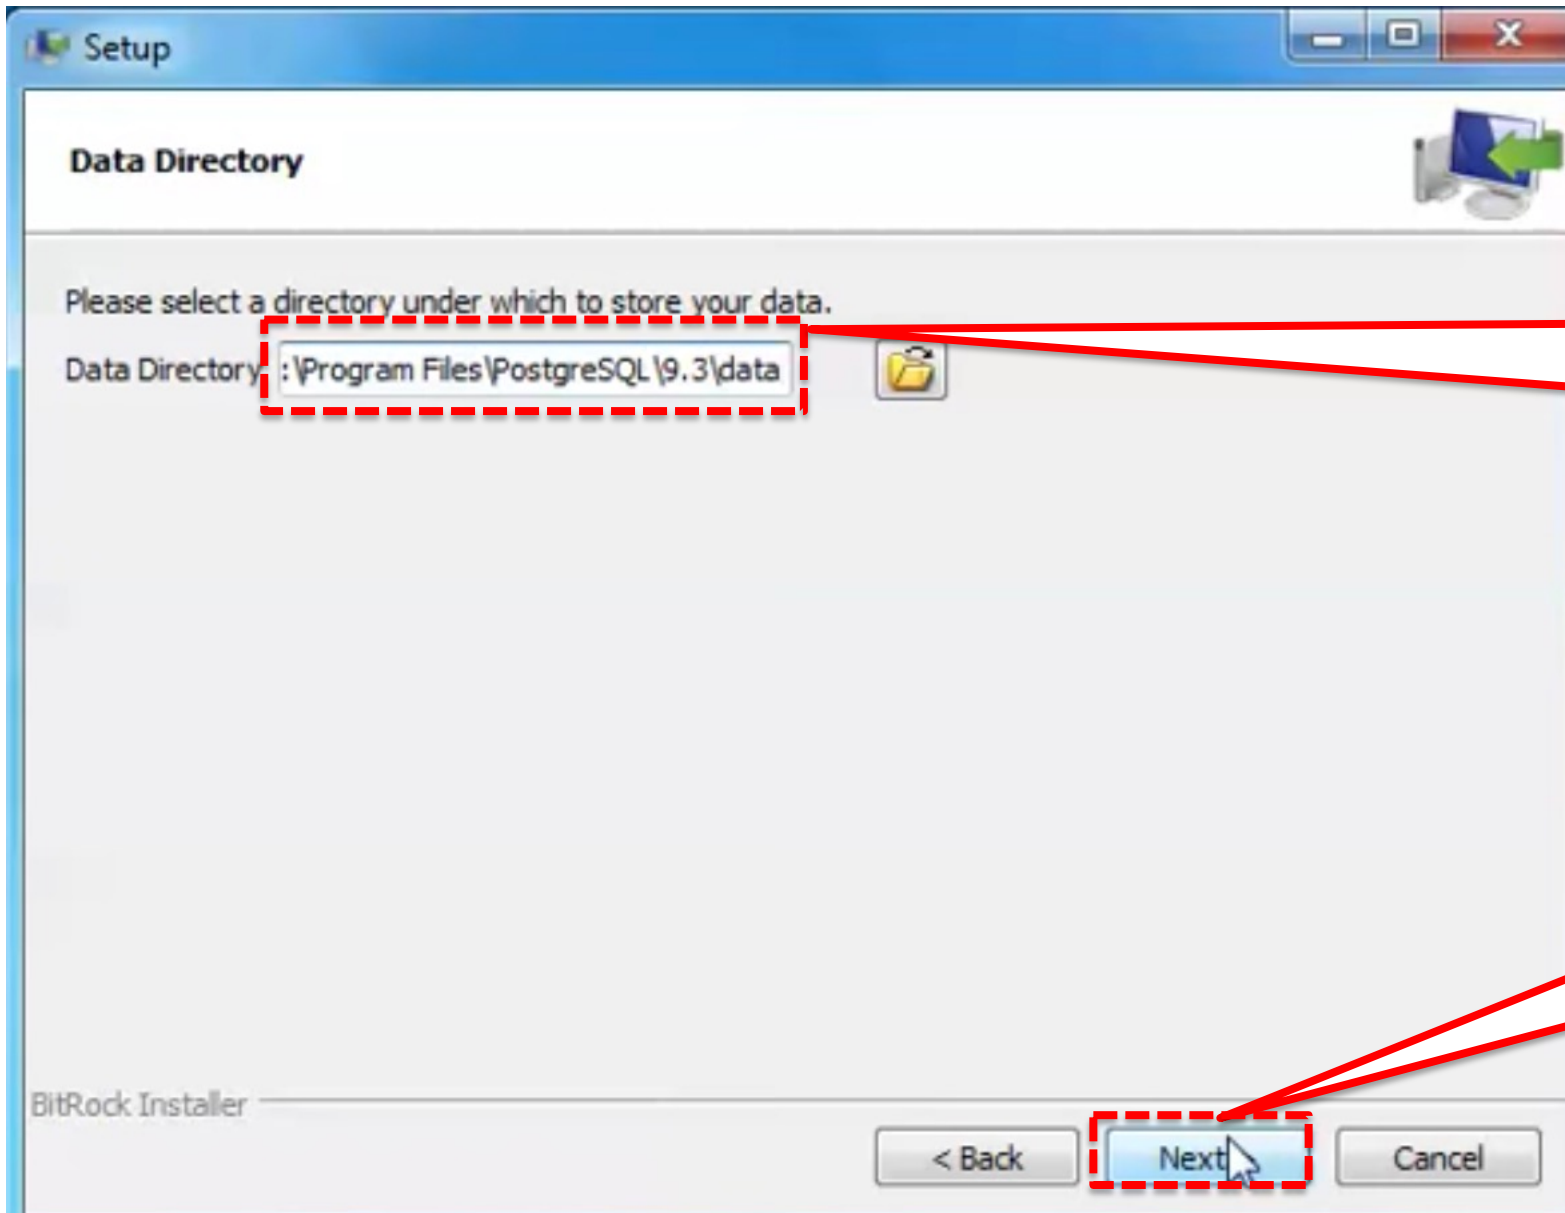 Setup
Data Directory
Please select a directory under which to store your data.
Data Directory :\Program Files\PostgreSQL\9.3\data
BitRock Installer
< Back Next Cancel